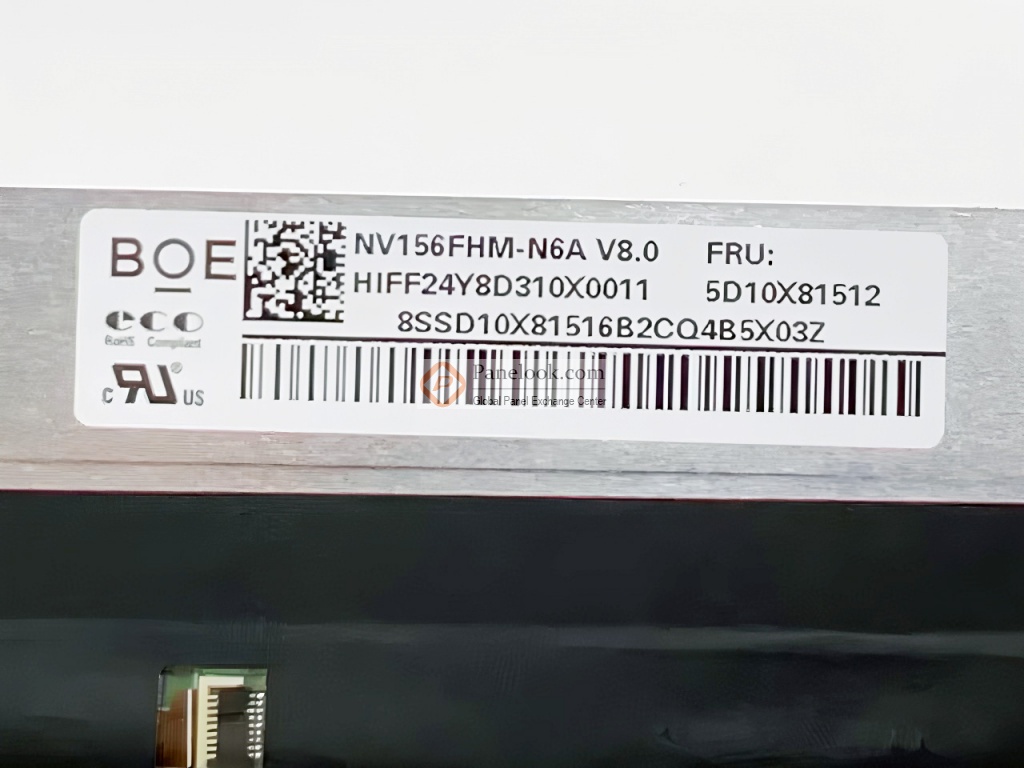 BOE
NV156FHM-N6A V8.0
FRU:
HIFF24Y8D310X0011
5D10X81512
8SSD10X81516B2CQ4B5X03Z
eco
RoHS Compliant
C US
Panelook.com
Global Panel Exchange Center